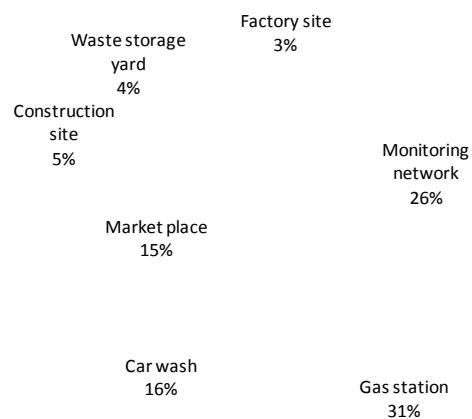 Factory site
3%
Waste storage
yard
4%
Construction
site
5%
Monitoring
network
26%
Market place
15%
Car wash
16%
Gas station
31%